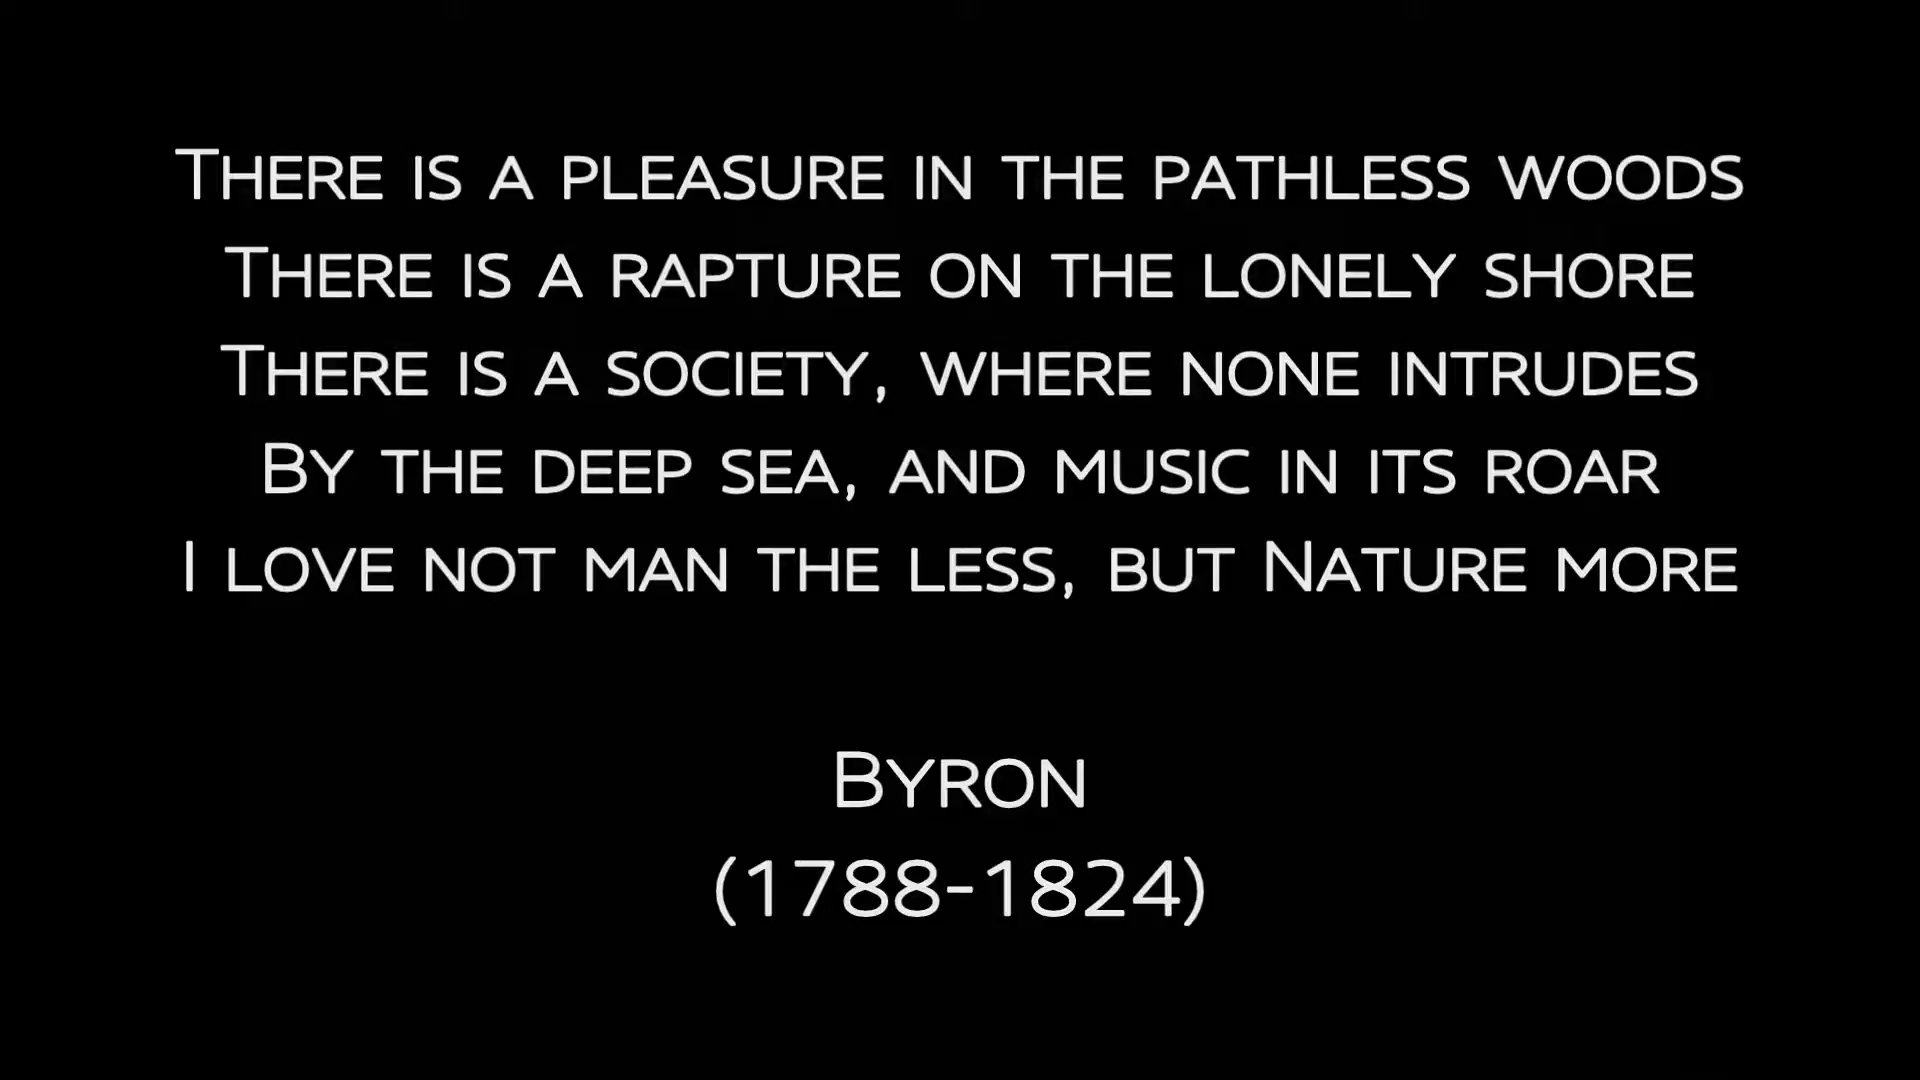 There is a pleasure in the pathless woods
There is a rapture on the lonely shore
There is a society, where none intrudes
By the deep sea, and music in its roar
I love not man the less, but Nature more
Byron
(1788-1824)